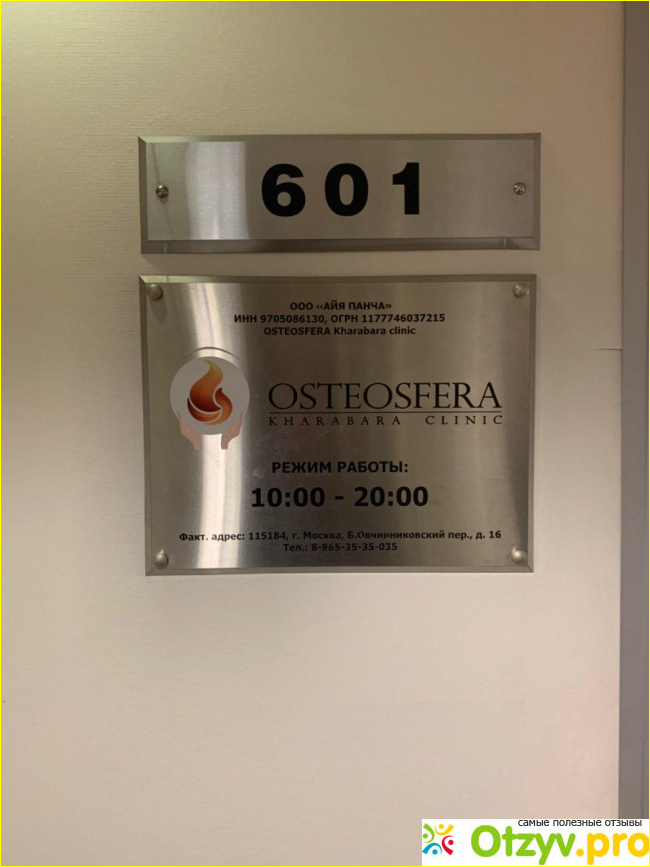 601
ООО «АЙЯ ПАНЧА»
ИНН 9705086130, ОГРН 1177746037215
OSTEOSFERA Kharabara clinic
OSTEOSFERA
KHARABARA CLINIC
РЕЖИМ РАБОТЫ:
10:00 - 20:00
Факт. адрес: 115184, г. Москва, Б.Овчинниковский пер., д. 16
Тел.: 8-965-35-35-035
самые полезные отзывы
Otzyv.pro